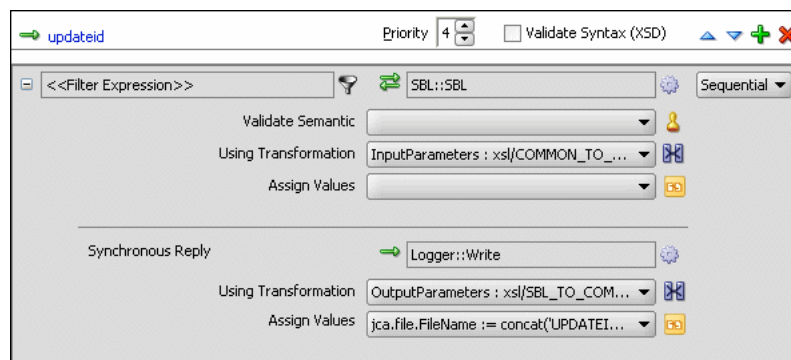 updateid Priority 4 Validate Syntax (XSD)
<<Filter Expression>> SBL::SBL Sequential
Validate Semantic
Using Transformation InputParameters : xsl/COMMON_TO_...
Assign Values
Synchronous Reply Logger::Write
Using Transformation OutputParameters : xsl/SBL_TO_COM...
Assign Values jca.file.FileName := concat('UPDATEI...